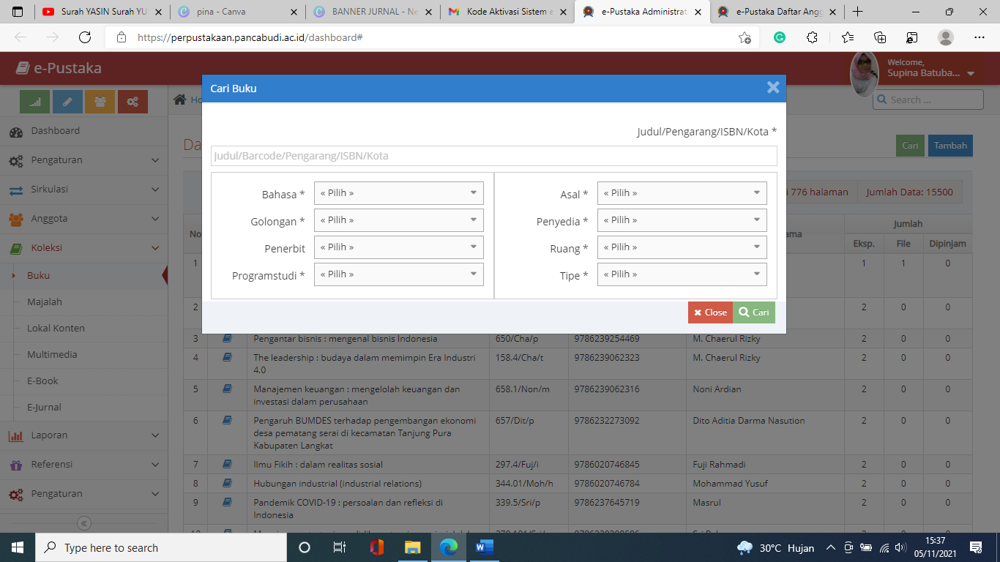 Surah YASIN Surah YU
pina - Canva
BANNER JURNAL - Ne
Kode Aktivasi Sistem e
e-Pustaka Administrat
e-Pustaka Daftar Angg
https://perpustakaan.pancabudi.ac.id/dashboard#
e-Pustaka
Welcome,
Supina Batuba...
Ho
Search ...
Dashboard
Pengaturan
Sirkulasi
Anggota
Koleksi
Buku
Majalah
Lokal Konten
Multimedia
E-Book
E-Jurnal
Laporan
Referensi
Pengaturan
Da
Cari
Tambah
i 776 halaman
Jumlah Data: 15500
Cari Buku
Judul/Pengarang/ISBN/Kota *
Judul/Barcode/Pengarang/ISBN/Kota
Bahasa * « Pilih »
Golongan * « Pilih »
Penerbit « Pilih »
Programstudi * « Pilih »
Asal * « Pilih »
Penyedia * « Pilih »
Ruang * « Pilih »
Tipe * « Pilih »
Close
Cari
No
ama
Jumlah
Eksp. File Dipinjam
1 1 1 0
2 2 0 0
3 Pengantar bisnis : mengenal bisnis Indonesia 650/Cha/p 9786239254469 M. Chaerul Rizky 2 0 0
4 The leadership : budaya dalam memimpin Era Industri 158.4/Cha/t 9786239062323 M. Chaerul Rizky 2 0 0
4.0
5 Manajemen keuangan : mengelolah keuangan dan 658.1/Non/m 9786239062316 Noni Ardian 2 0 0
investasi dalam perusahaan
6 Pengaruh BUMDES terhadap pengembangan ekonomi 657/Dit/p 9786232273092 Dito Aditia Darma Nasution 2 0 0
desa pematang serai di kecamatan Tanjung Pura
Kabupaten Langkat
7 Ilmu Fikih : dalam realitas sosial 297.4/Fuj/i 9786020746845 Fuji Rahmadi 2 0 0
8 Hubungan industrial (industrial relations) 344.01/Moh/h 9786020746784 Mohammad Yusuf 2 0 0
9 Pandemik COVID-19 : persoalan dan refleksi di 339.5/Sri/p 9786237645719 Masrul 2 0 0
Indonesia
Type here to search
30°C Hujan
15:37
05/11/2021